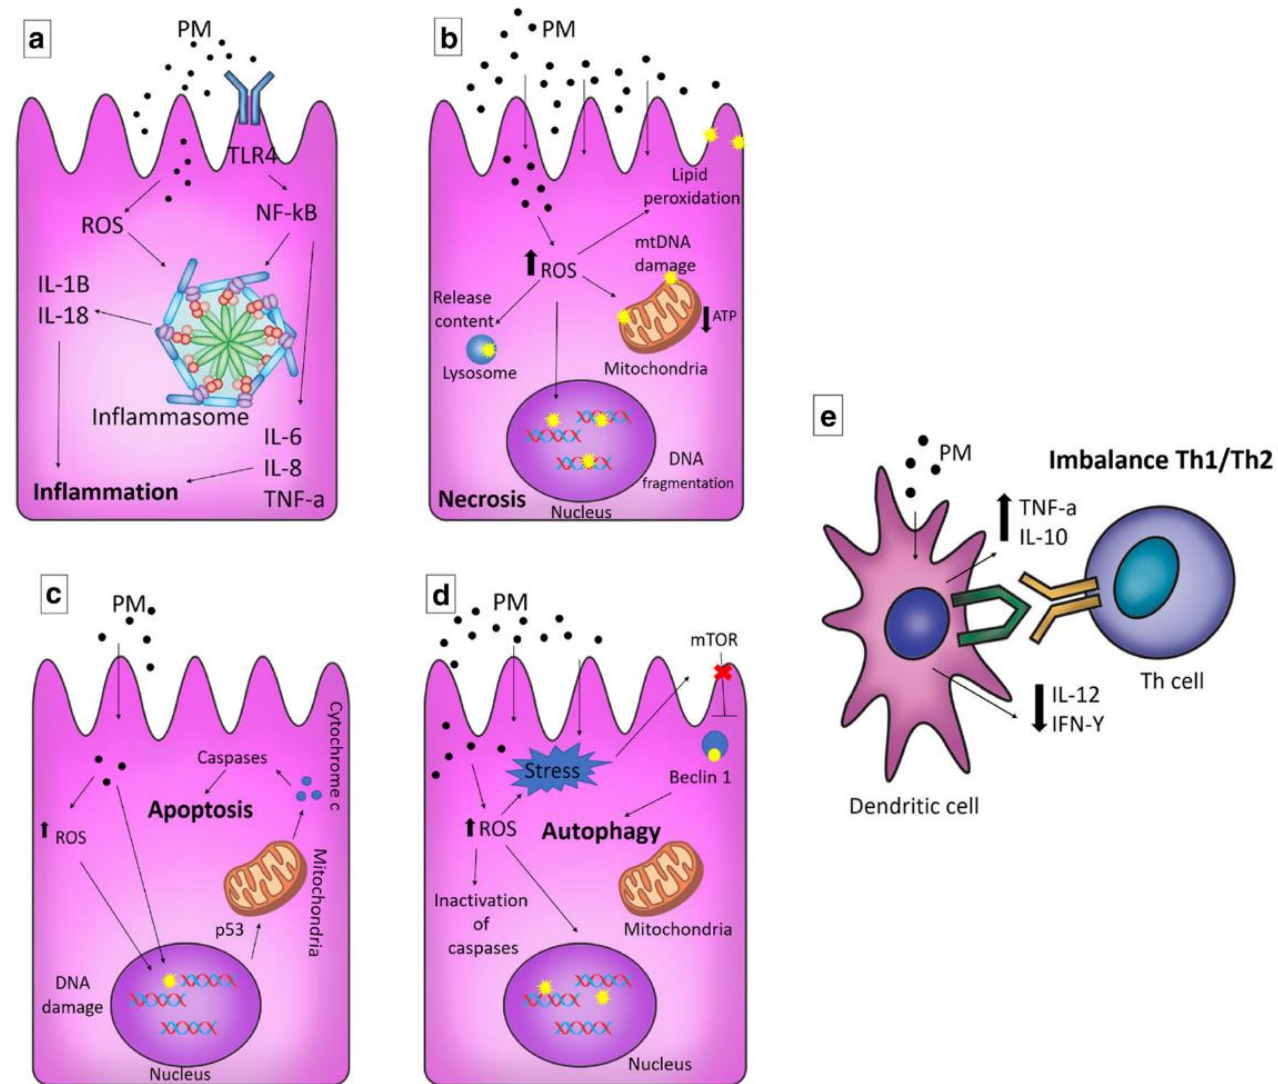 a
PM
TLR4
ROS
NF-kB
IL-1B
IL-18
Inflammasome
IL-6
IL-8
TNF-a
Inflammation
b
PM
Lipid
peroxidation
mtDNA
damage
ROS
Release
content
ATP
Lysosome
Mitochondria
DNA
fragmentation
Necrosis
Nucleus
c
PM
Cytochrome c
Caspases
Apoptosis
ROS
Mitochondria
p53
DNA
damage
Nucleus
d
PM
mTOR
Stress
Beclin 1
ROS
Autophagy
Inactivation
of
caspases
Mitochondria
Nucleus
e
PM
Imbalance Th1/Th2
TNF-a
IL-10
Th cell
IL-12
IFN-Y
Dendritic cell